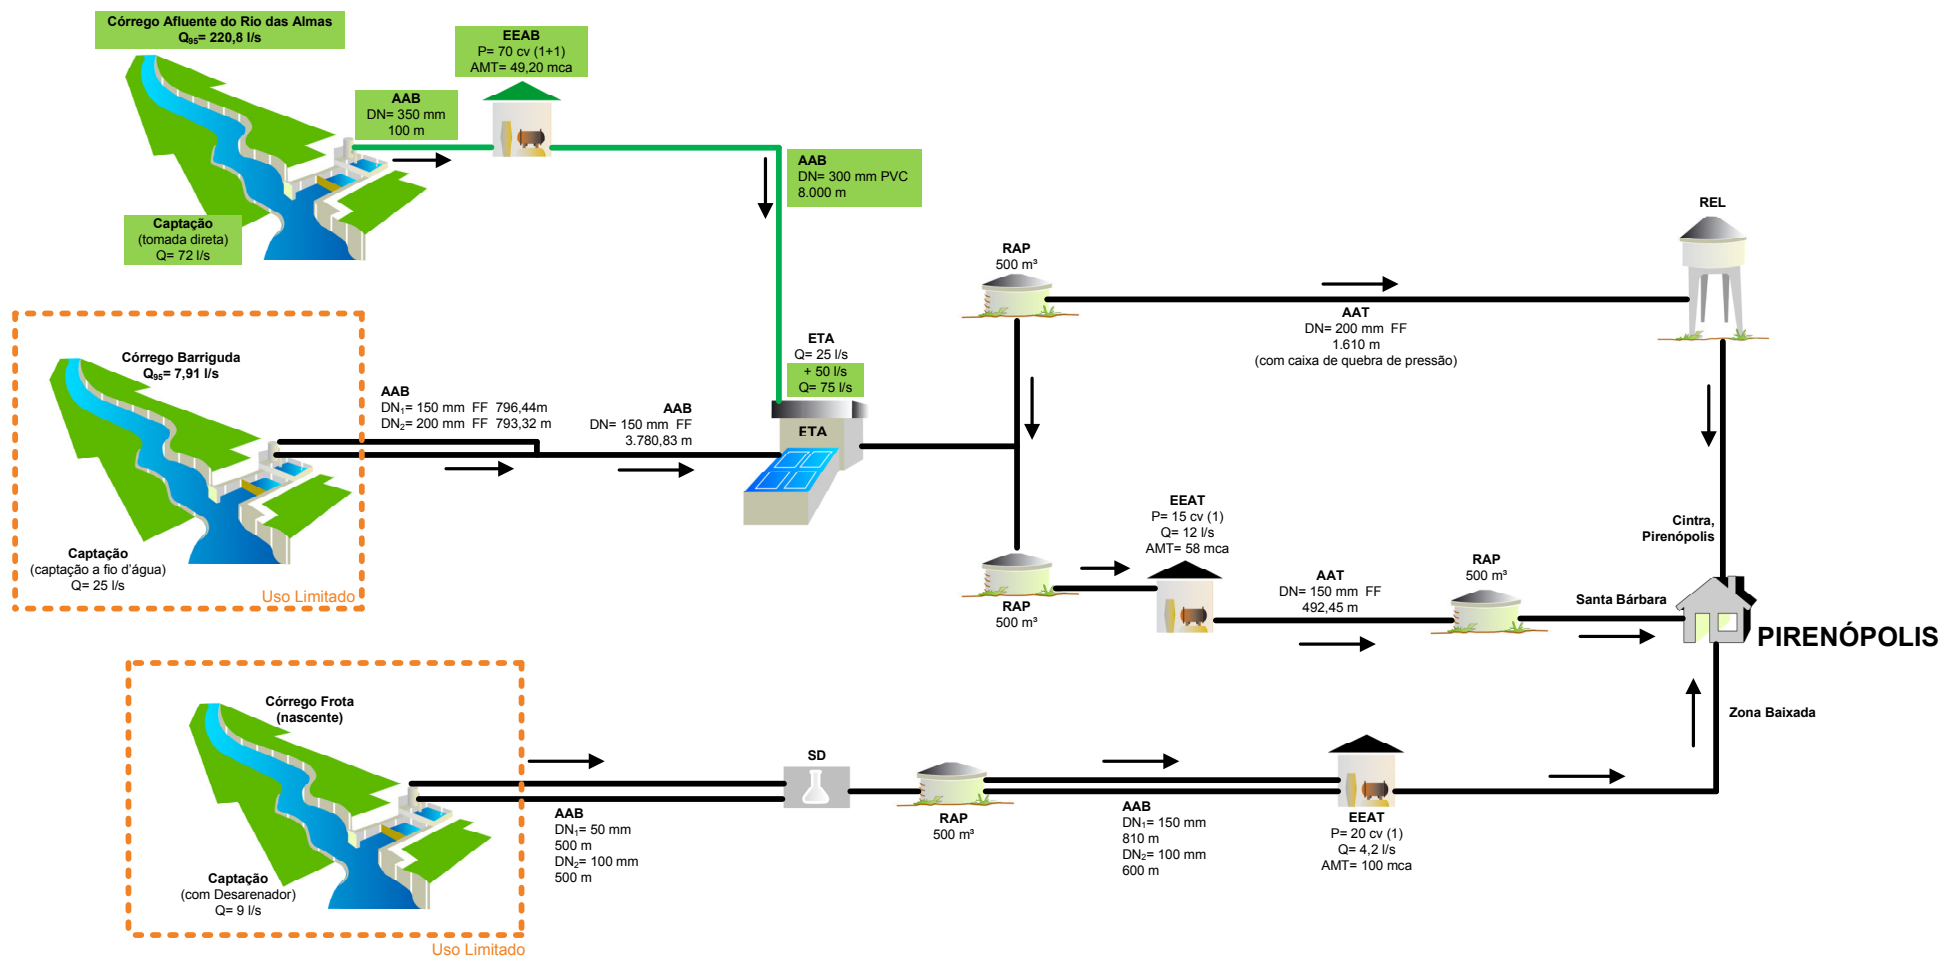 Córrego Afluente do Rio das Almas
Q₉₅= 220,8 l/s
EEAB
P= 70 cv (1+1)
AMT= 49,20 mca
AAB
DN= 350 mm
100 m
AAB
DN= 300 mm PVC
8.000 m
Captação
(tomada direta)
Q= 72 l/s
REL
RAP
500 m³
AAT
DN= 200 mm FF
1.610 m
(com caixa de quebra de pressão)
ETA
Q= 25 l/s
+ 50 l/s
Q= 75 l/s
ETA
Córrego Barriguda
Q₉₅= 7,91 l/s
AAB
DN₁= 150 mm FF 796,44m
DN₂= 200 mm FF 793,32 m
AAB
DN= 150 mm FF
3.780,83 m
Captação
(captação a fio d'água)
Q= 25 l/s
Uso Limitado
EEAT
P= 15 cv (1)
Q= 12 l/s
AMT= 58 mca
RAP
500 m³
AAT
DN= 150 mm FF
492,45 m
RAP
500 m³
Cintra,
Pirenópolis
Santa Bárbara
PIRENÓPOLIS
Zona Baixada
Córrego Frota
(nascente)
Captação
(com Desarenador)
Q= 9 l/s
Uso Limitado
AAB
DN₁= 50 mm
500 m
DN₂= 100 mm
500 m
SD
RAP
500 m³
AAB
DN₁= 150 mm
810 m
DN₂= 100 mm
600 m
EEAT
P= 20 cv (1)
Q= 4,2 l/s
AMT= 100 mca